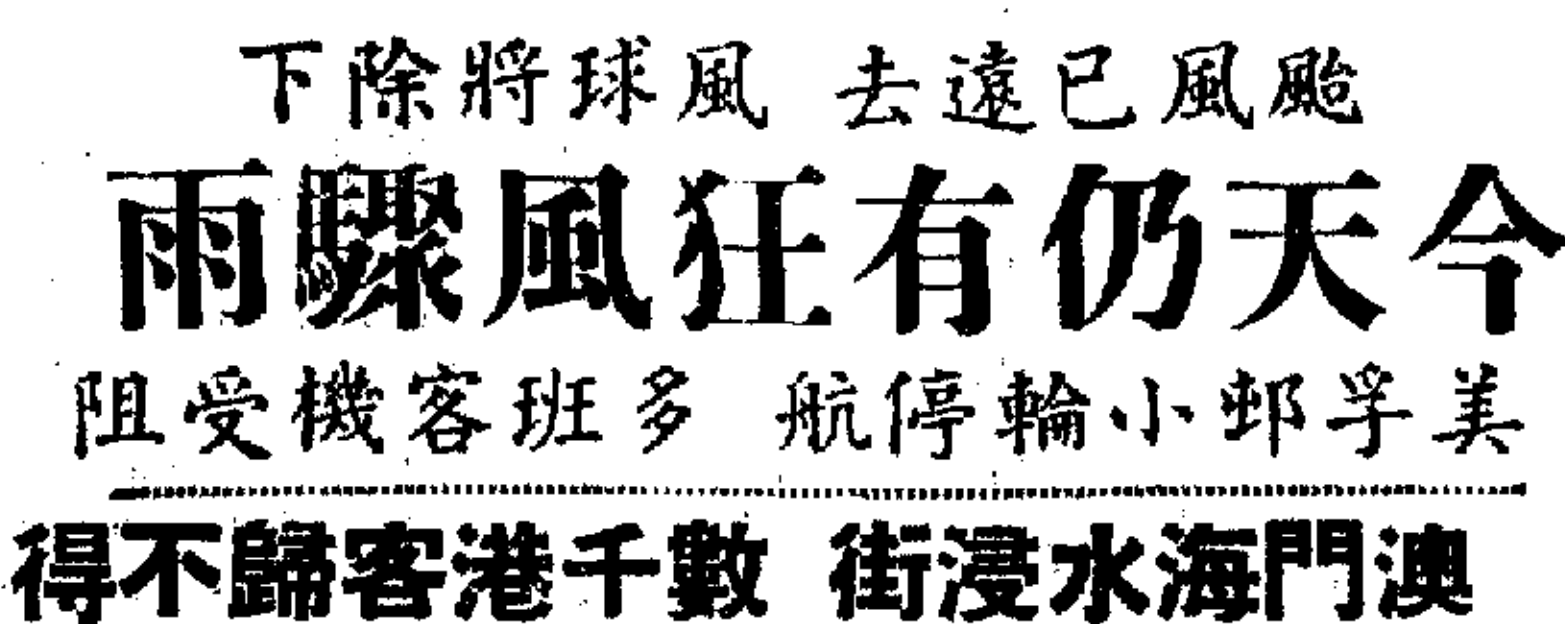 颱風已遠去 風球將除下
今天仍有狂風驟雨
美孚邨小輪停航 多班客機受阻
澳門海水浸街 數千港客歸不得